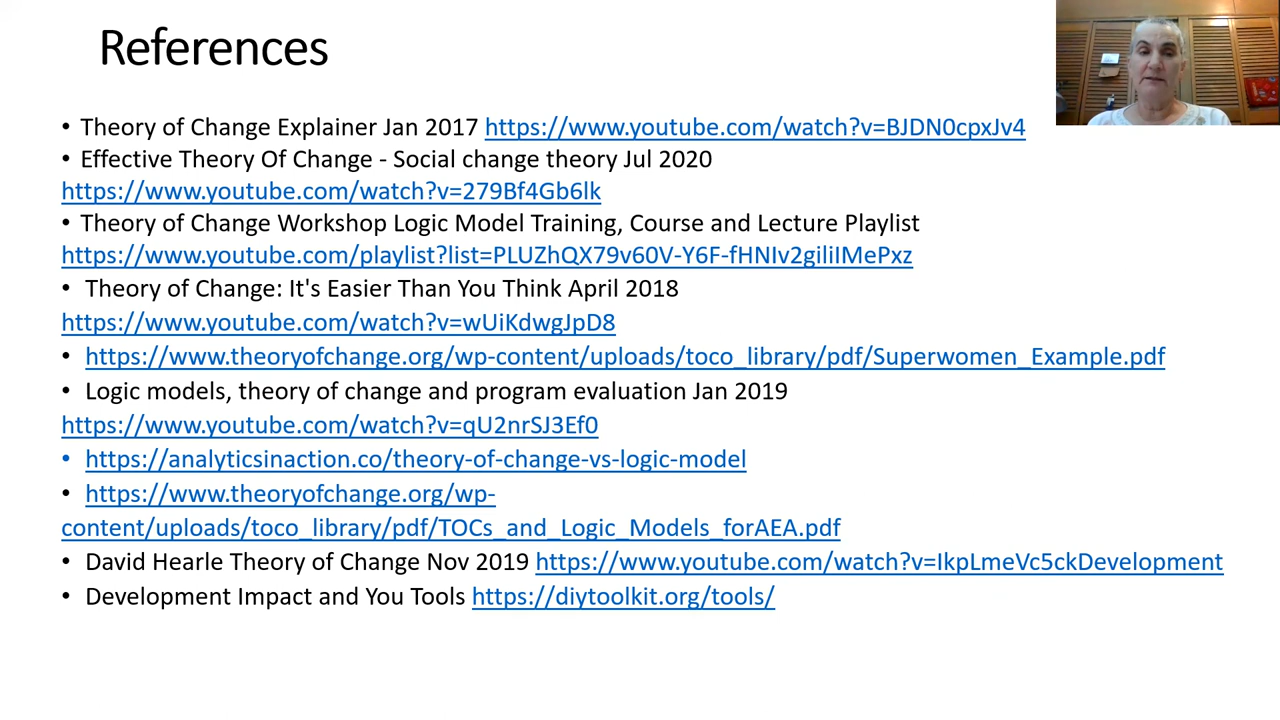 References
• Theory of Change Explainer Jan 2017 https://www.youtube.com/watch?v=BJDN0cpxJv4
• Effective Theory Of Change - Social change theory Jul 2020
https://www.youtube.com/watch?v=279Bf4Gb6lk
• Theory of Change Workshop Logic Model Training, Course and Lecture Playlist
https://www.youtube.com/playlist?list=PLUZhQX79v60V-Y6F-fHNIv2giliIMePxz
• Theory of Change: It's Easier Than You Think April 2018
https://www.youtube.com/watch?v=wUiKdwgJpD8
• https://www.theoryofchange.org/wp-content/uploads/toco_library/pdf/Superwomen_Example.pdf
• Logic models, theory of change and program evaluation Jan 2019
https://www.youtube.com/watch?v=qU2nrSJ3Ef0
• https://analyticsinaction.co/theory-of-change-vs-logic-model
• https://www.theoryofchange.org/wp-
content/uploads/toco_library/pdf/TOCs_and_Logic_Models_forAEA.pdf
• David Hearle Theory of Change Nov 2019 https://www.youtube.com/watch?v=IkpLmeVc5ckDevelopment
• Development Impact and You Tools https://diytoolkit.org/tools/